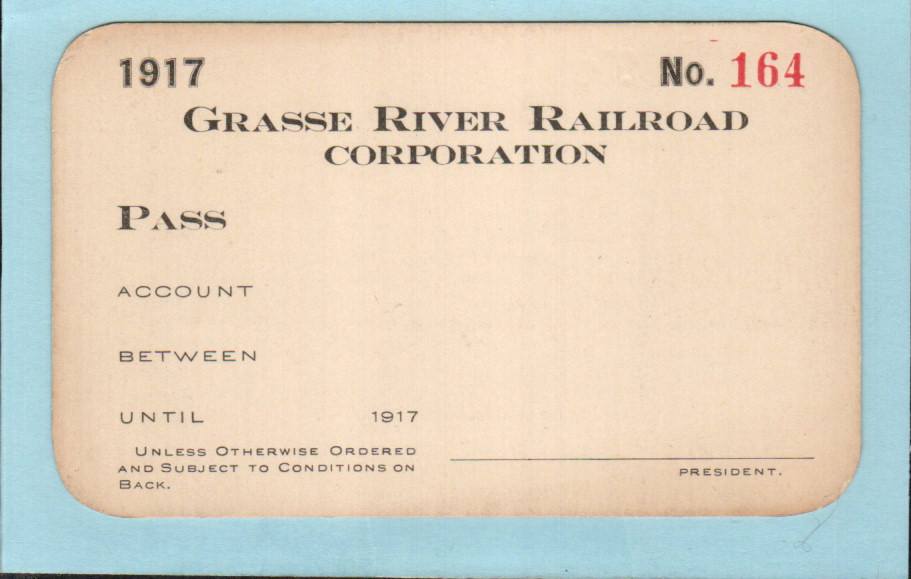 1917 No. 164
GRASSE RIVER RAILROAD
CORPORATION
PASS
ACCOUNT
BETWEEN
UNTIL 1917
UNLESS OTHERWISE ORDERED
AND SUBJECT TO CONDITIONS ON
BACK.
PRESIDENT.